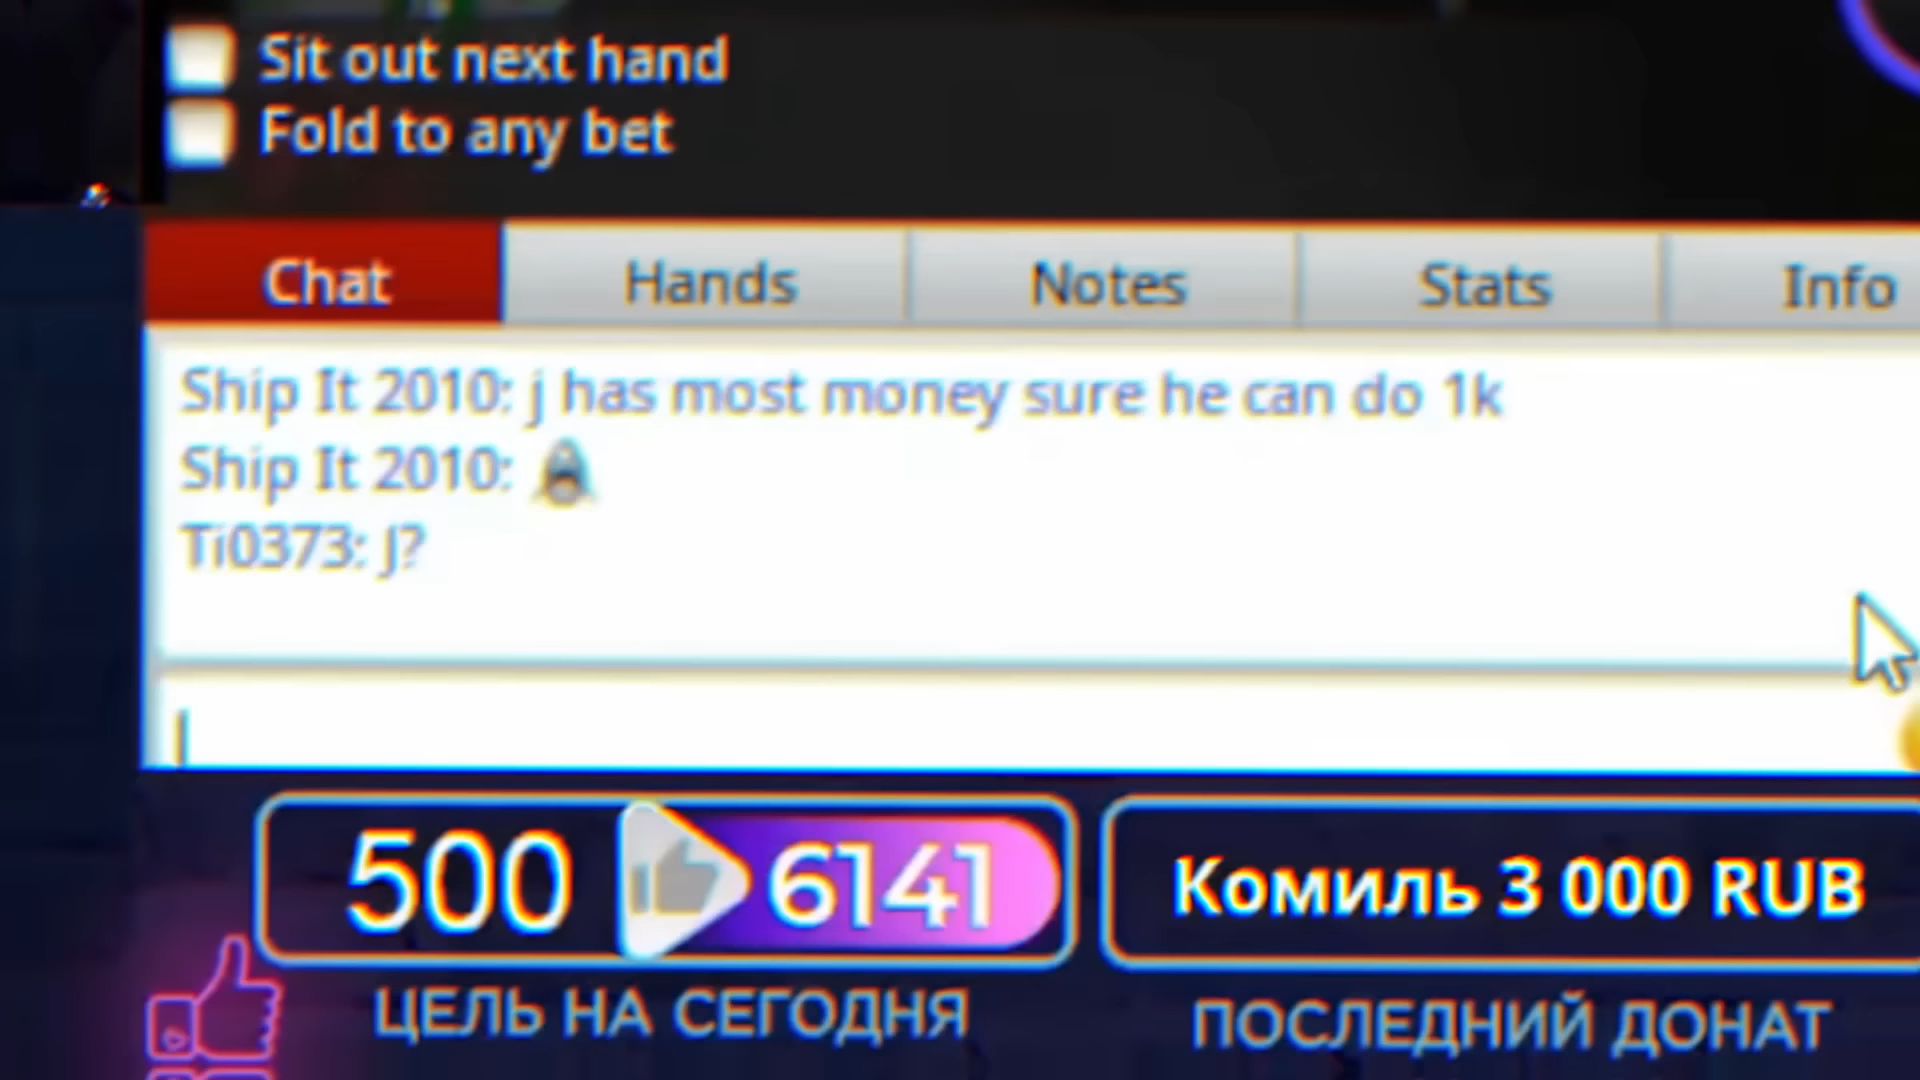 Sit out next hand
Fold to any bet
Chat Hands Notes Stats Info
Ship It 2010: j has most money sure he can do 1k
Ship It 2010:
Ti0373: J?
500 6141
Комиль 3 000 RUB
ЦЕЛЬ НА СЕГОДНЯ
ПОСЛЕДНИЙ ДОНАТ